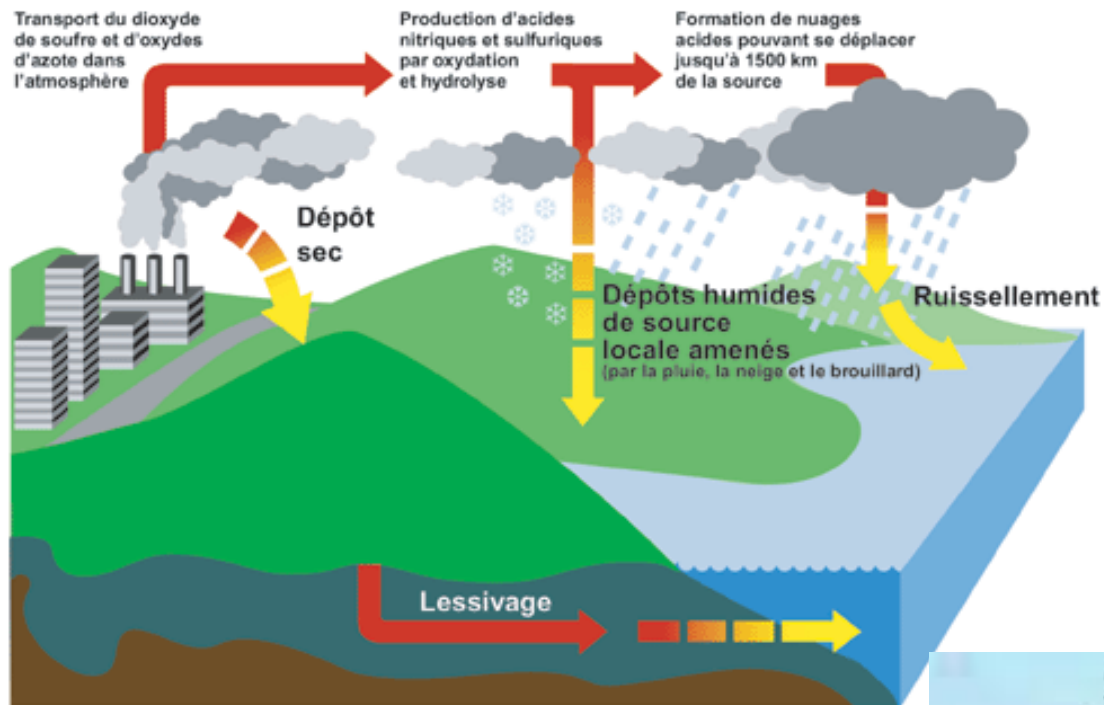 Transport du dioxyde
de soufre et d'oxydes
d'azote dans
l'atmosphère
Production d'acides
nitriques et sulfuriques
par oxydation
et hydrolyse
Formation de nuages
acides pouvant se déplacer
jusqu'à 1500 km
de la source
Dépôt
sec
Dépôts humides
de source
locale amenés
(par la pluie, la neige et le brouillard)
Ruissellement
Lessivage